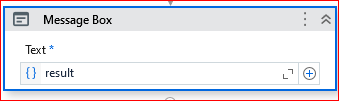 Message Box
Text *
{} result